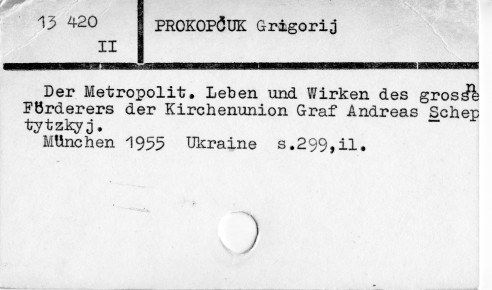 13 420
II
PROKOPČUK Grigorij
Der Metropolit. Leben und Wirken des grossen
Förderers der Kirchenunion Graf Andreas Schep
tytzkyj.
München 1955 Ukraine s.299,il.